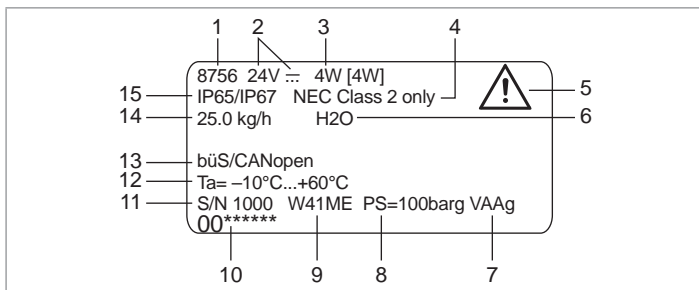 1 2 3 4
8756 24V ⎓ 4W [4W]
15 IP65/IP67 NEC Class 2 only 5
14 25.0 kg/h H2O 6
13 büS/CANopen
12 Ta= –10°C...+60°C
11 S/N 1000 W41ME PS=100barg VAAg
00******
10 9 8 7